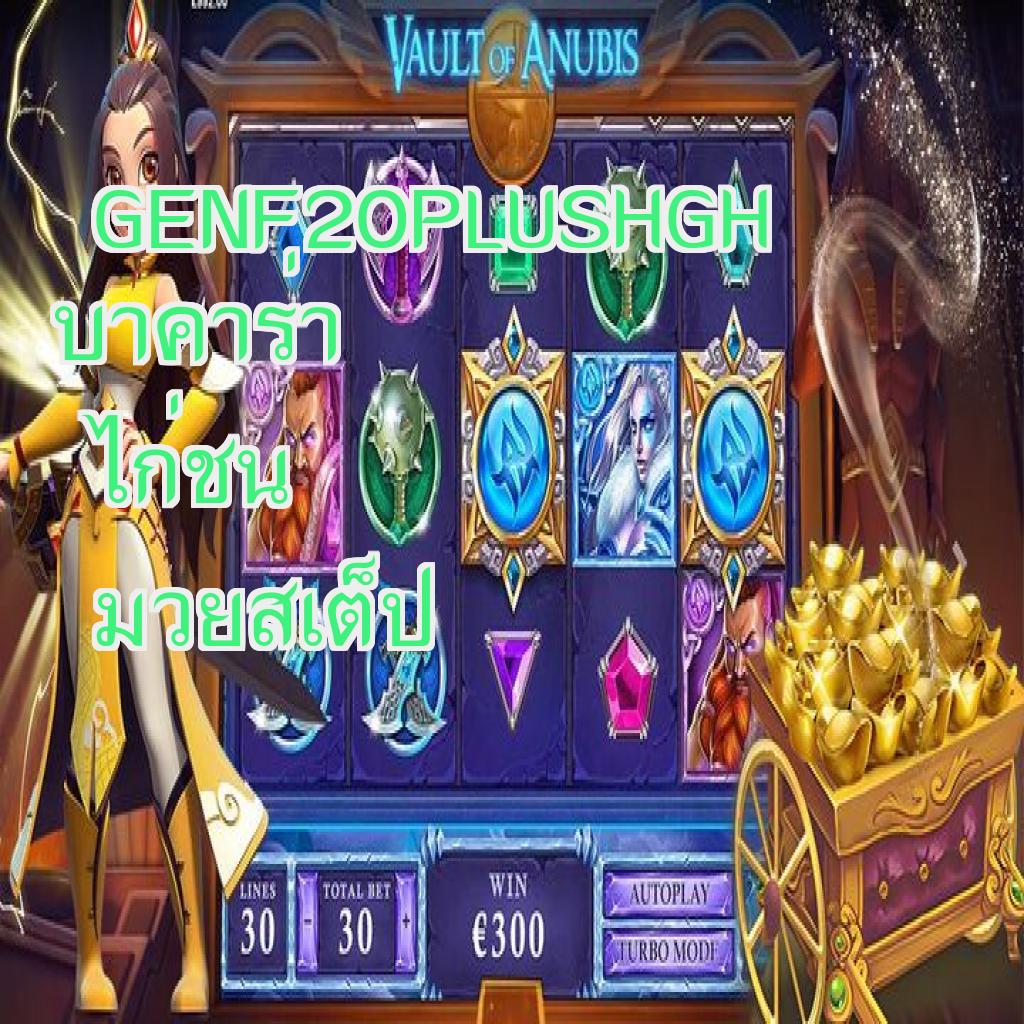 VAULT OF ANUBIS
GENF20PLUSHGH
บาคาร่า
ไก่ชน
มวยสเต็ป
LINES
30
TOTAL BET
- 30 +
WIN
€300
AUTOPLAY
TURBO MODE